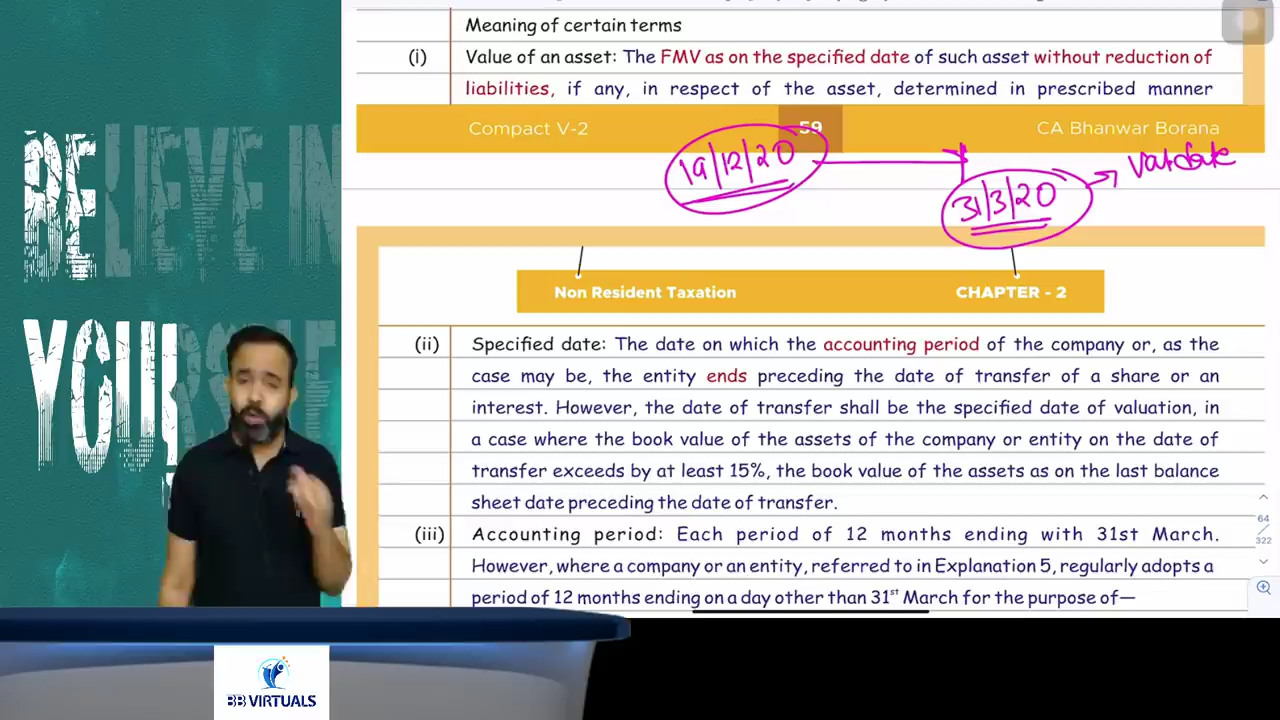 BELIEVE IN
YOURSELF
Meaning of certain terms
(i) Value of an asset: The FMV as on the specified date of such asset without reduction of
liabilities, if any, in respect of the asset, determined in prescribed manner
Compact V-2 59 CA Bhanwar Borana
19/12/20
31/3/20
Val date
Non Resident Taxation CHAPTER - 2
(ii) Specified date: The date on which the accounting period of the company or, as the
case may be, the entity ends preceding the date of transfer of a share or an
interest. However, the date of transfer shall be the specified date of valuation, in
a case where the book value of the assets of the company or entity on the date of
transfer exceeds by at least 15%, the book value of the assets as on the last balance
sheet date preceding the date of transfer.
(iii) Accounting period: Each period of 12 months ending with 31st March.
However, where a company or an entity, referred to in Explanation 5, regularly adopts a
period of 12 months ending on a day other than 31st March for the purpose of—
64
322
BB VIRTUALS